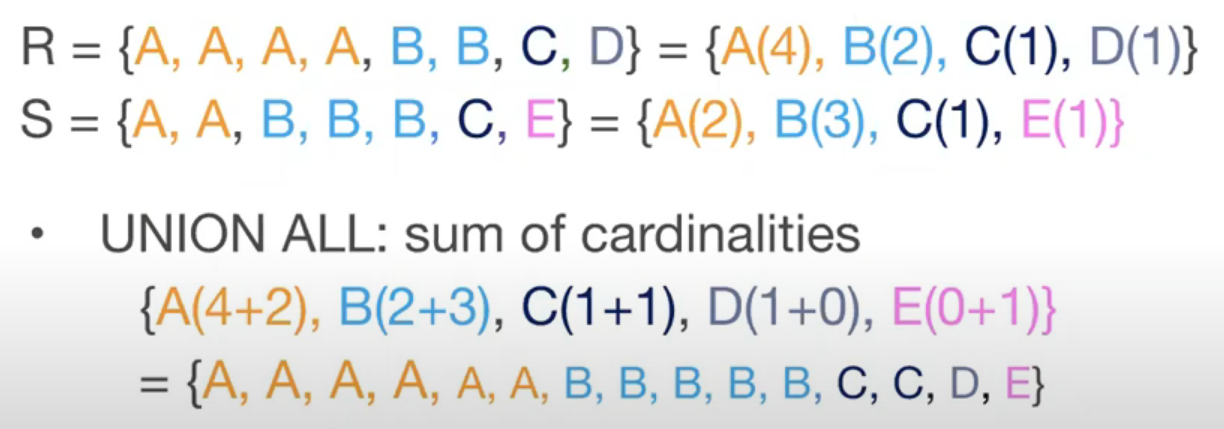 R = {A, A, A, A, B, B, C, D} = {A(4), B(2), C(1), D(1)}
S = {A, A, B, B, B, C, E} = {A(2), B(3), C(1), E(1)}
• UNION ALL: sum of cardinalities
{A(4+2), B(2+3), C(1+1), D(1+0), E(0+1)}
= {A, A, A, A, A, A, B, B, B, B, B, C, C, D, E}